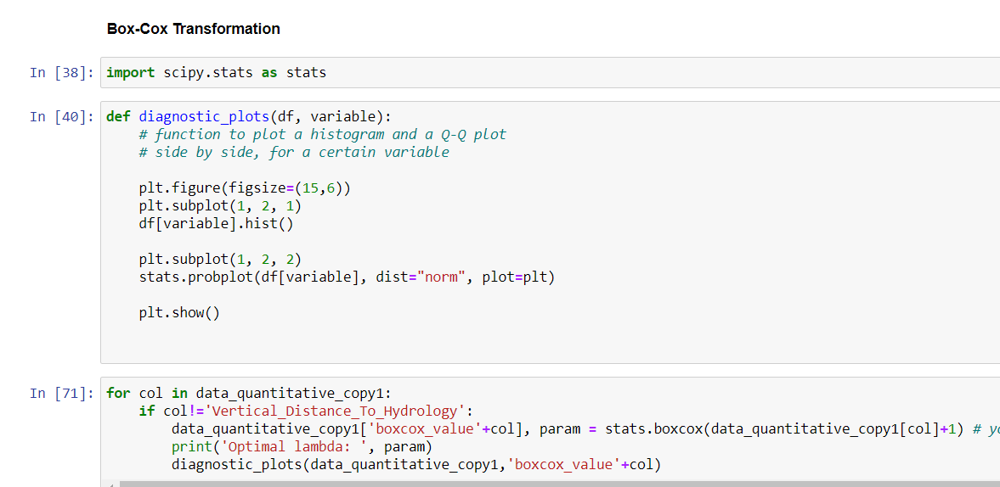 Box-Cox Transformation
In [38]: import scipy.stats as stats
In [40]: def diagnostic_plots(df, variable):
    # function to plot a histogram and a Q-Q plot
    # side by side, for a certain variable
    plt.figure(figsize=(15,6))
    plt.subplot(1, 2, 1)
    df[variable].hist()
    plt.subplot(1, 2, 2)
    stats.probplot(df[variable], dist="norm", plot=plt)
    plt.show()
In [71]: for col in data_quantitative_copy1:
    if col!='Vertical_Distance_To_Hydrology':
        data_quantitative_copy1['boxcox_value'+col], param = stats.boxcox(data_quantitative_copy1[col]+1) #
        print('Optimal lambda: ', param)
        diagnostic_plots(data_quantitative_copy1,'boxcox_value'+col)